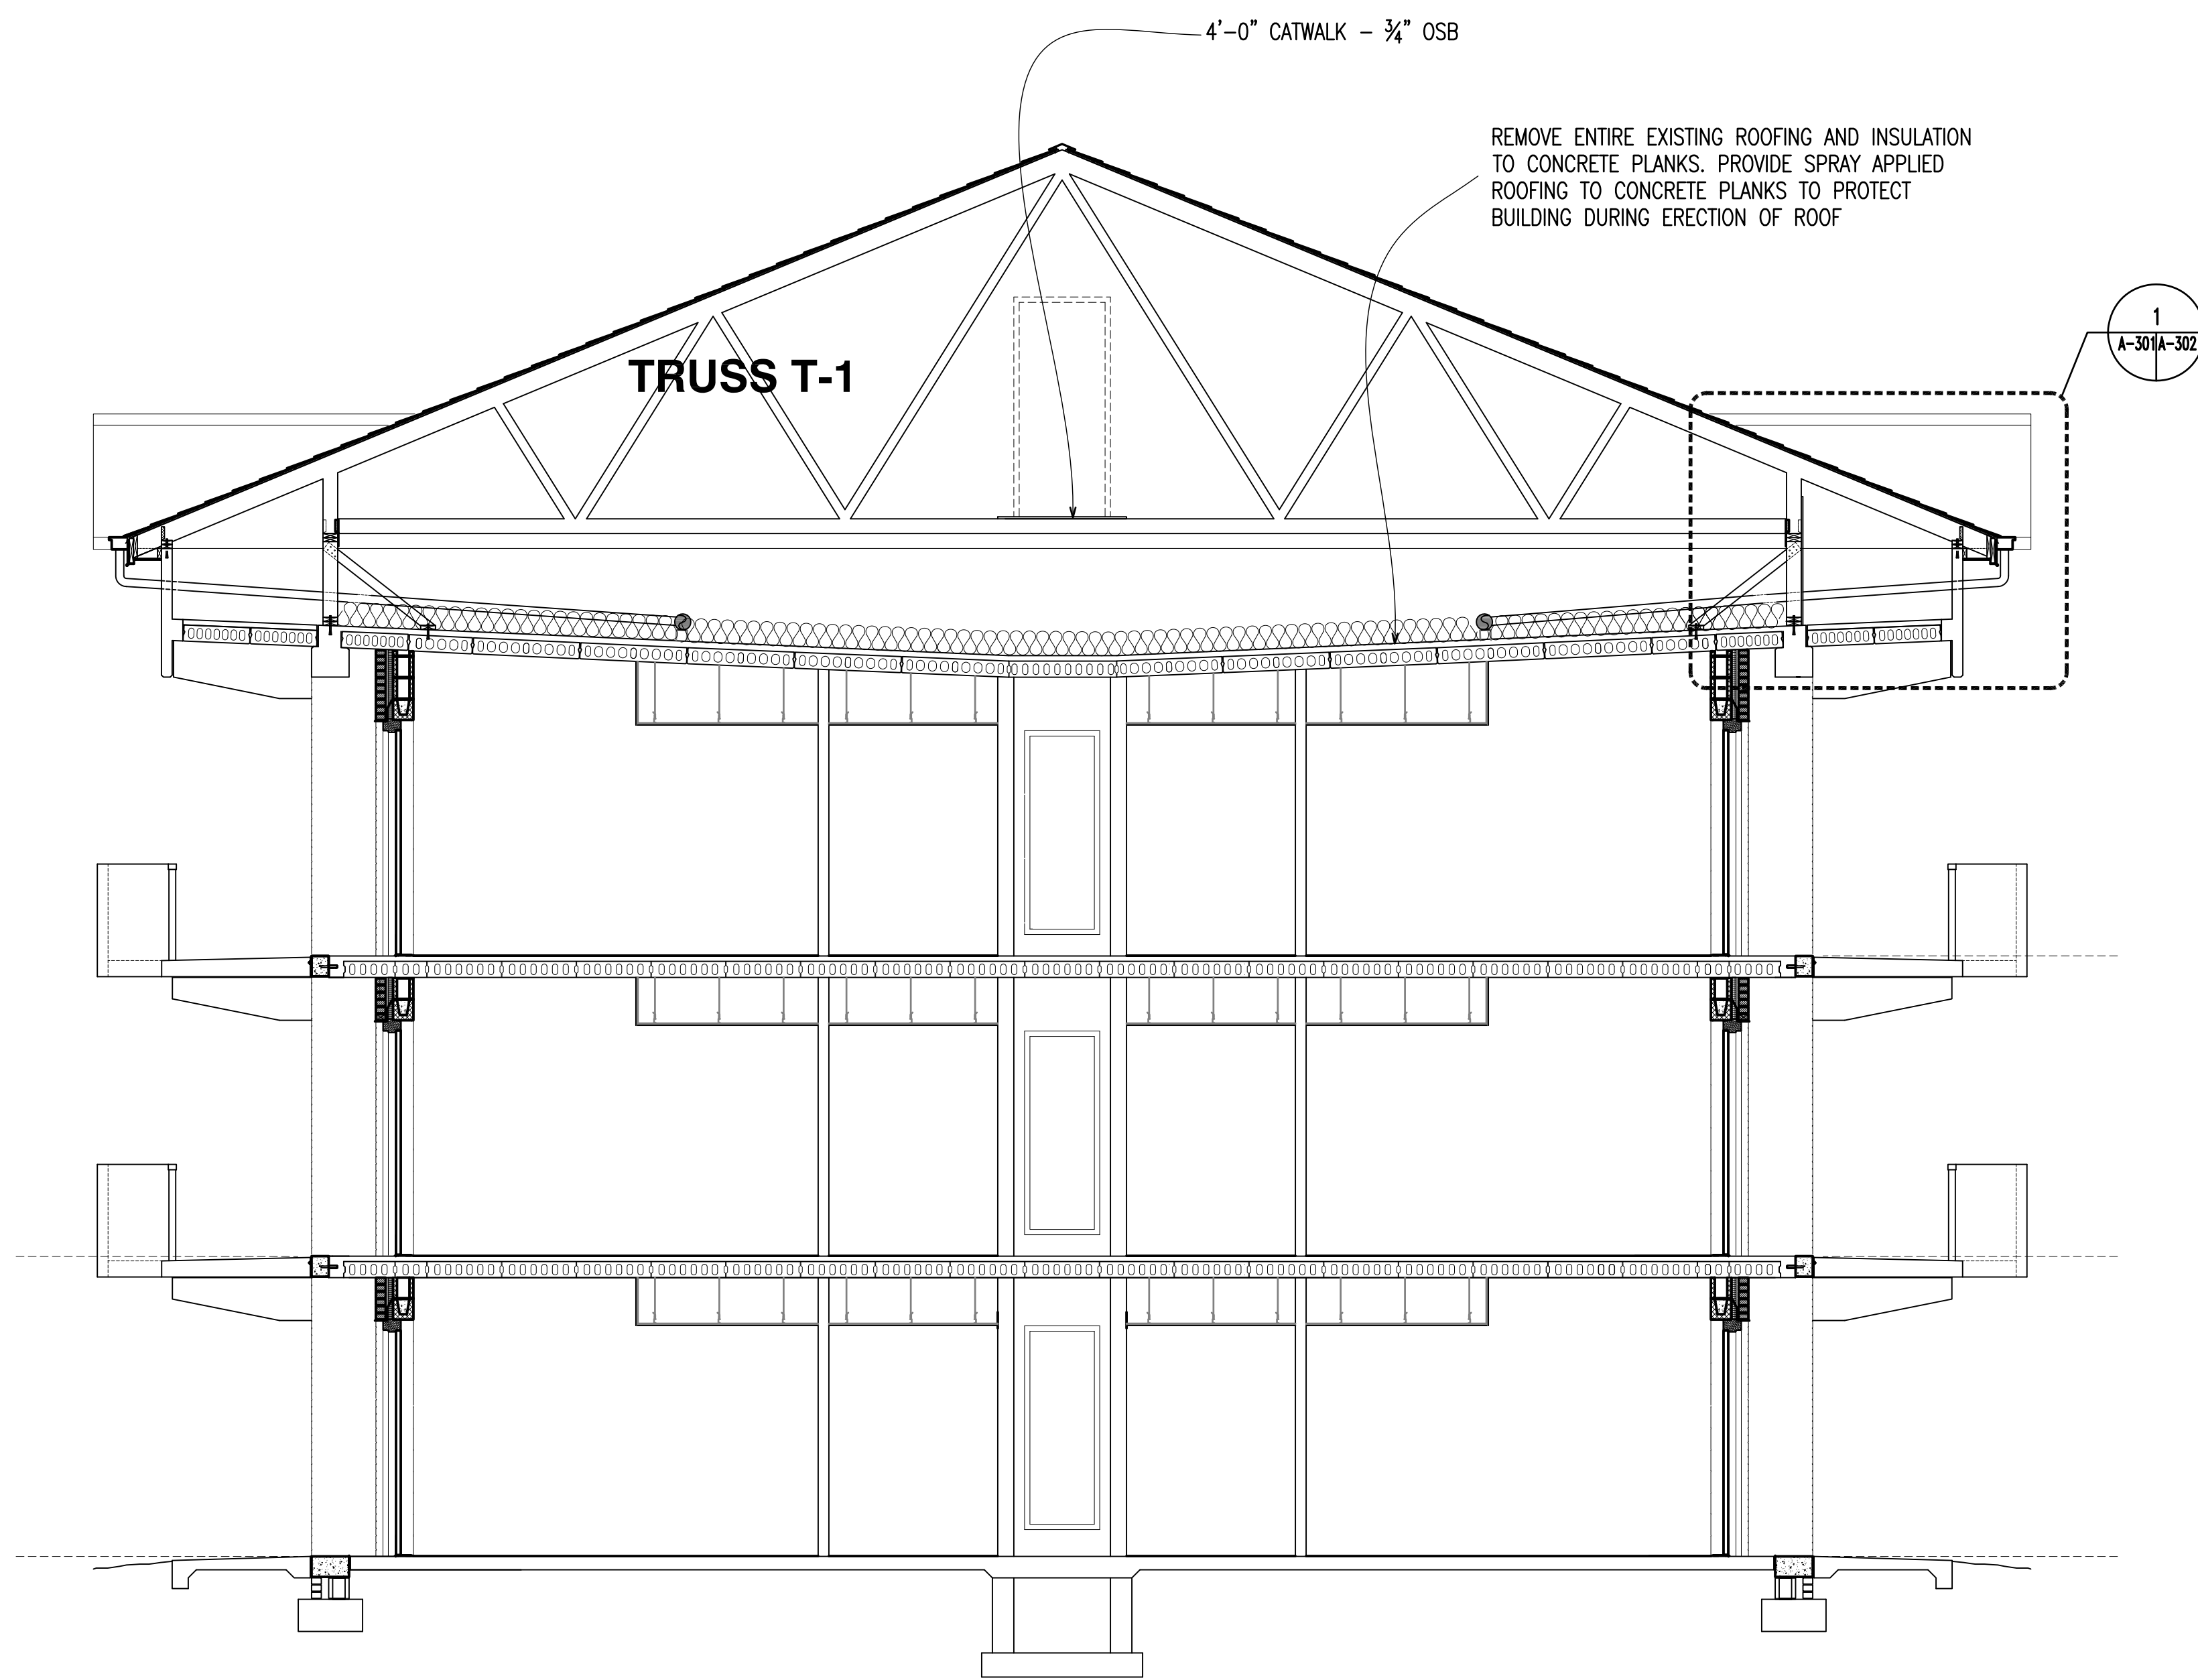 4'-0" CATWALK - ¾" OSB
REMOVE ENTIRE EXISTING ROOFING AND INSULATION
TO CONCRETE PLANKS. PROVIDE SPRAY APPLIED
ROOFING TO CONCRETE PLANKS TO PROTECT
BUILDING DURING ERECTION OF ROOF
1
A-301 A-302
TRUSS T-1